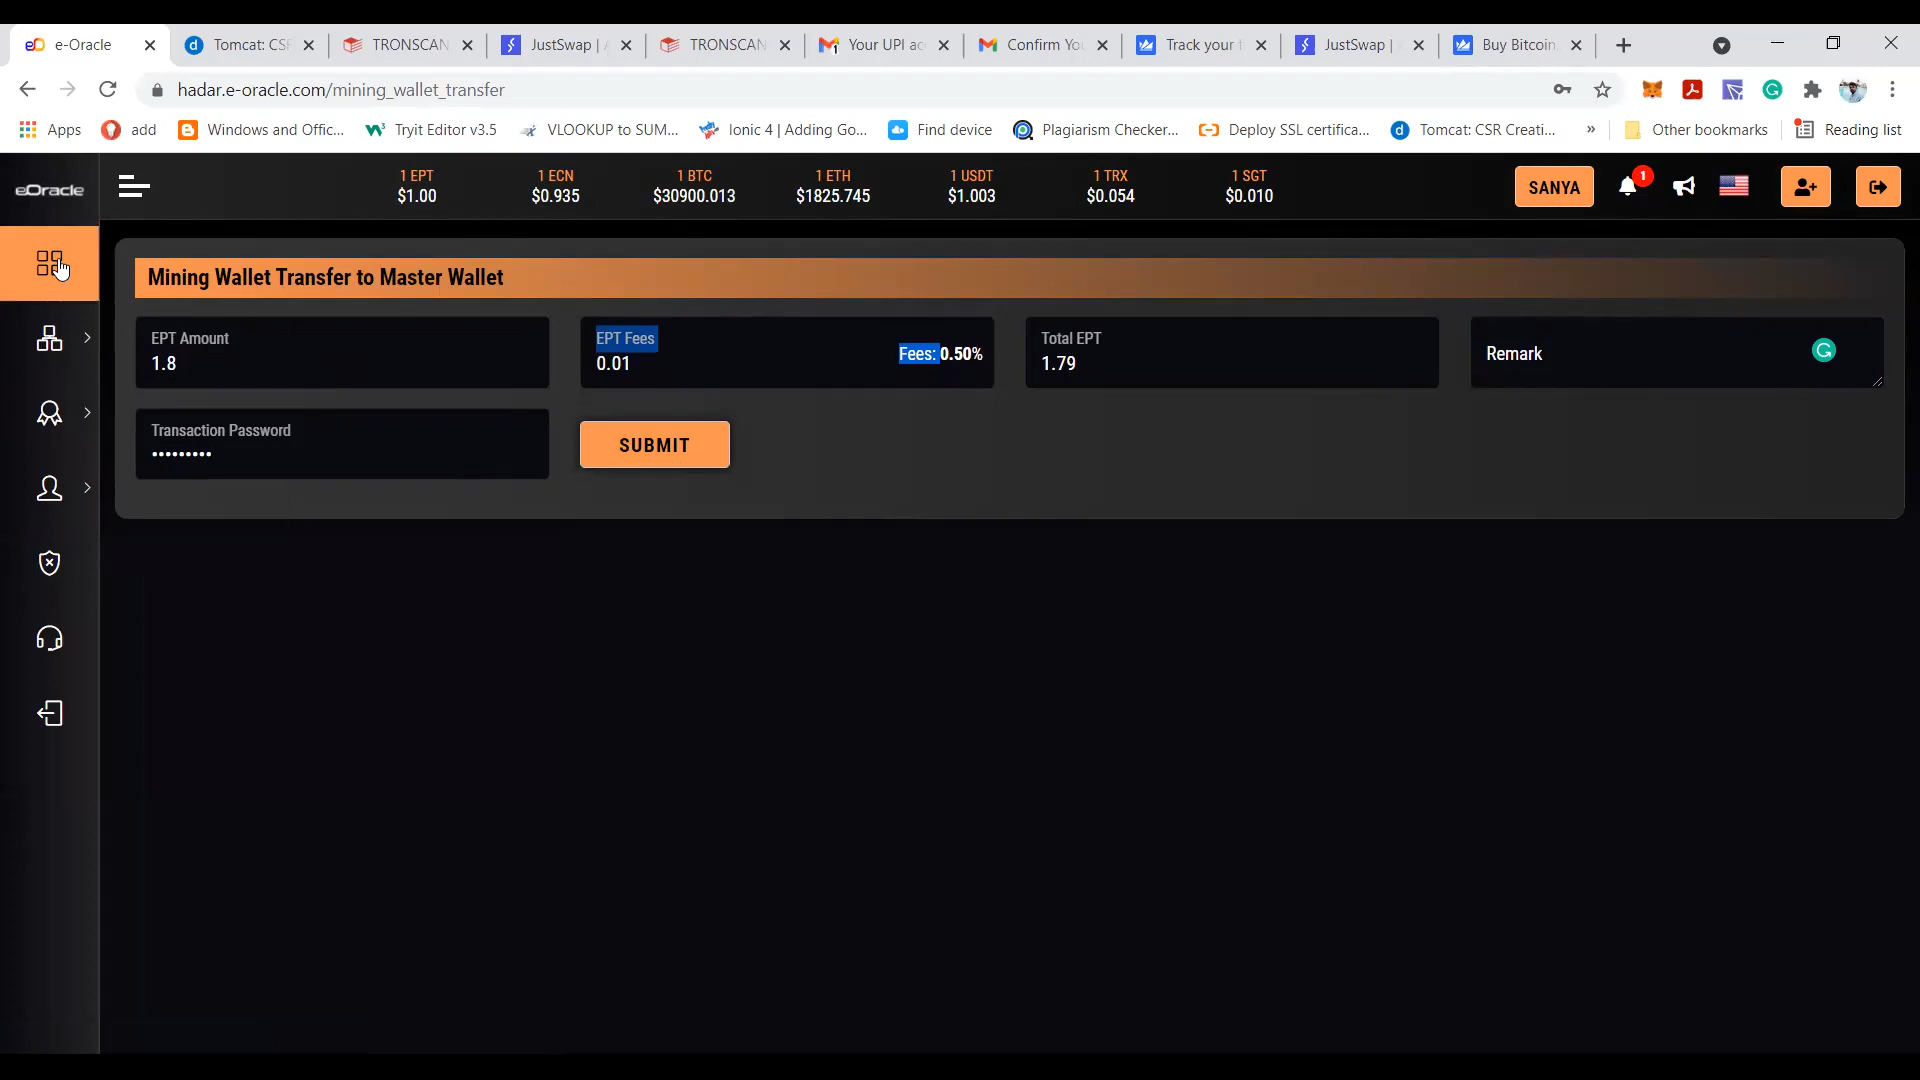 e-Oracle
Tomcat: CSR
TRONSCAN
JustSwap |
TRONSCAN
Your UPI ac
Confirm You
Track your
JustSwap |
Buy Bitcoin
hadar.e-oracle.com/mining_wallet_transfer
Apps
add
Windows and Offic...
Tryit Editor v3.5
VLOOKUP to SUM...
Ionic 4 | Adding Go...
Find device
Plagiarism Checker...
Deploy SSL certifica...
Tomcat: CSR Creati...
»
Other bookmarks
Reading list
eOracle
1 EPT
$1.00
1 ECN
$0.935
1 BTC
$30900.013
1 ETH
$1825.745
1 USDT
$1.003
1 TRX
$0.054
1 SGT
$0.010
SANYA
1
Mining Wallet Transfer to Master Wallet
EPT Amount
1.8
EPT Fees
0.01
Fees: 0.50%
Total EPT
1.79
Remark
Transaction Password
•••••••••
SUBMIT